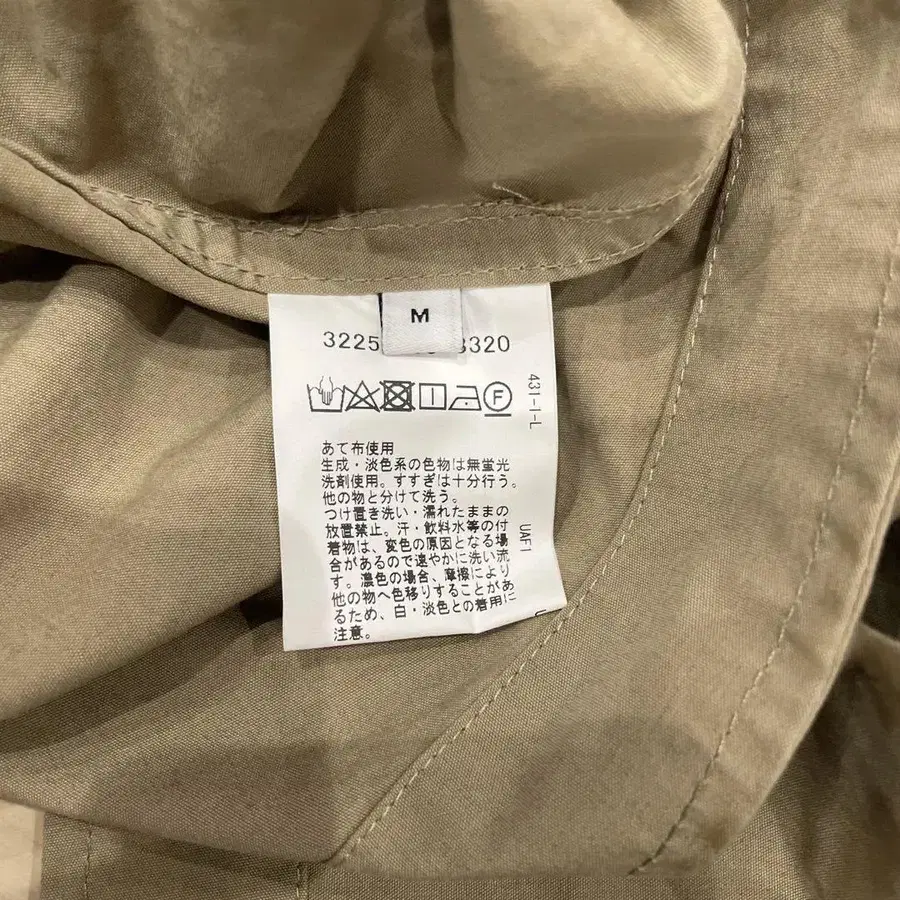 M
3225 3320
F
431-I-L
あて布使用
生成・淡色系の色物は無蛍光
洗剤使用。すすぎは十分行う。
他の物と分けて洗う。
つけ置き洗い・濡れたままの
放置禁止。汗・飲料水等の付
着物は、変色の原因となる場
合があるので速やかに洗い流
す。濃色の場合、摩擦により
他の物へ色移りすることがあ
るため、白・淡色との着用に
注意。
UAF1